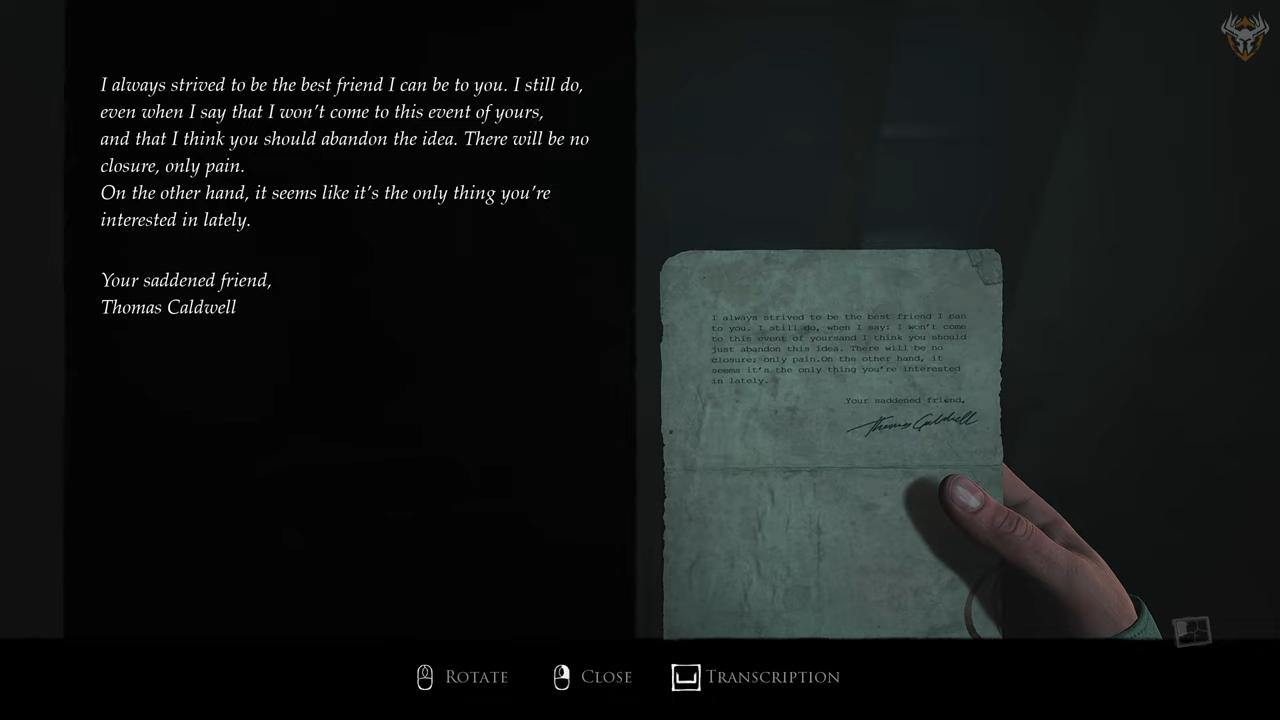 I always strived to be the best friend I can be to you. I still do,
even when I say that I won't come to this event of yours,
and that I think you should abandon the idea. There will be no
closure, only pain.
On the other hand, it seems like it's the only thing you're
interested in lately.
Your saddened friend,
Thomas Caldwell
I always strived to be the best friend I can
to you. I still do, when I say: I won't come
to this event of yoursand I think you should
just abandon this idea. There will be no
closure; only pain.On the other hand, it
seems it's the only thing you're interested
in lately.
Your saddened friend,
Thomas Caldwell
ROTATE
CLOSE
TRANSCRIPTION